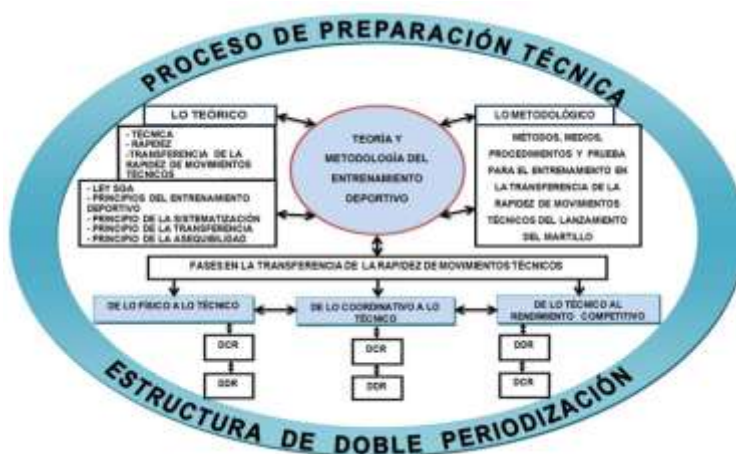 PROCESO DE PREPARACIÓN TÉCNICA
LO TEÓRICO
- TÉCNICA
- RAPIDEZ
-TRANSFERENCIA DE LA
RAPIDEZ DE MOVIMIENTOS
TÉCNICOS
- LEY SGA
- PRINCIPIOS DEL ENTRENAMIENTO
DEPORTIVO
- PRINCIPIO DE LA SISTEMATIZACIÓN
- PRINCIPIO DE LA TRANSFERENCIA
- PRINCIPIO DE LA ASEQUIBILIDAD
TEORÍA Y
METODOLOGÍA DEL
ENTRENAMIENTO
DEPORTIVO
LO METODOLÓGICO
MÉTODOS, MEDIOS,
PROCEDIMIENTOS Y PRUEBA
PARA EL ENTRENAMIENTO EN
LA TRANSFERENCIA DE LA
RAPIDEZ DE MOVIMIENTOS
TÉCNICOS DEL LANZAMIENTO
DEL MARTILLO
FASES EN LA TRANSFERENCIA DE LA RAPIDEZ DE MOVIMIENTOS TÉCNICOS
DE LO FÍSICO A LO TÉCNICO
DE LO COORDINATIVO A LO
TÉCNICO
DE LO TÉCNICO AL
RENDIMIENTO COMPETITIVO
DCR
DCR
DDR
DDR
DDR
DCR
ESTRUCTURA DE DOBLE PERIODIZACIÓN